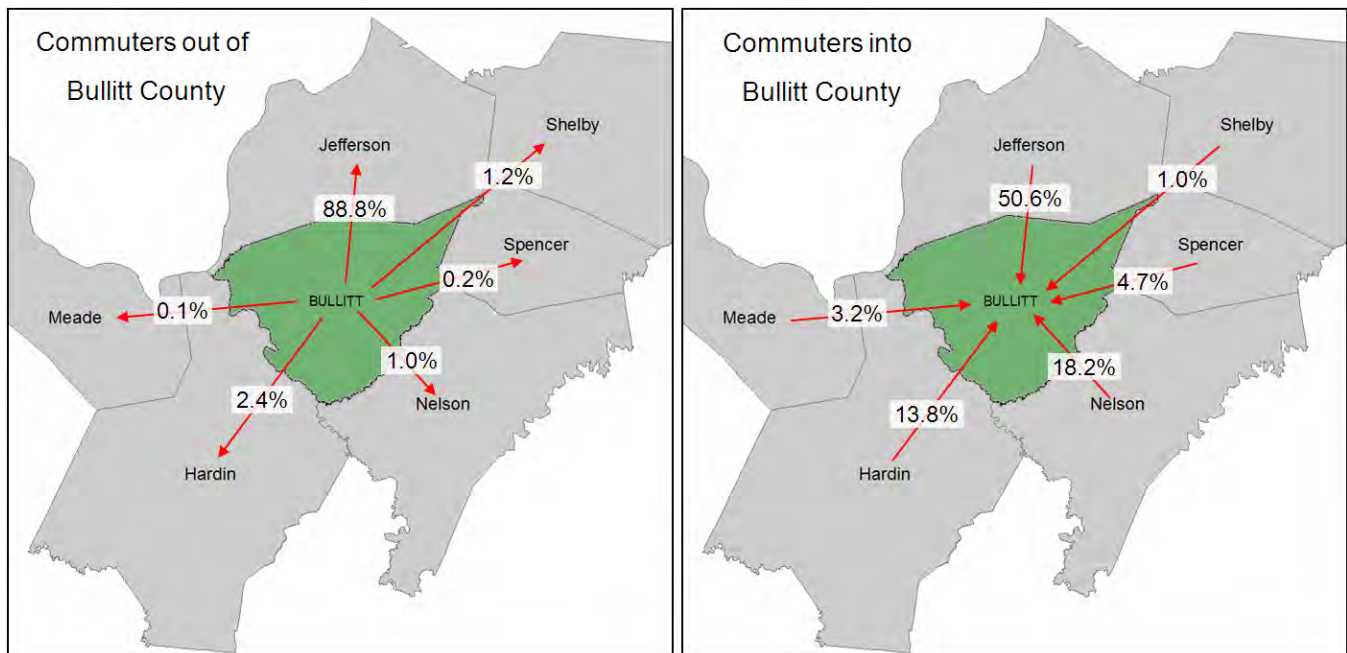 Commuters out of
Bullitt County
Shelby
Jefferson
1.2%
88.8%
Spencer
0.2%
BULLITT
0.1%
Meade
1.0%
2.4%
Nelson
Hardin
Commuters into
Bullitt County
Shelby
Jefferson
1.0%
50.6%
Spencer
4.7%
BULLITT
3.2%
Meade
18.2%
Nelson
13.8%
Hardin